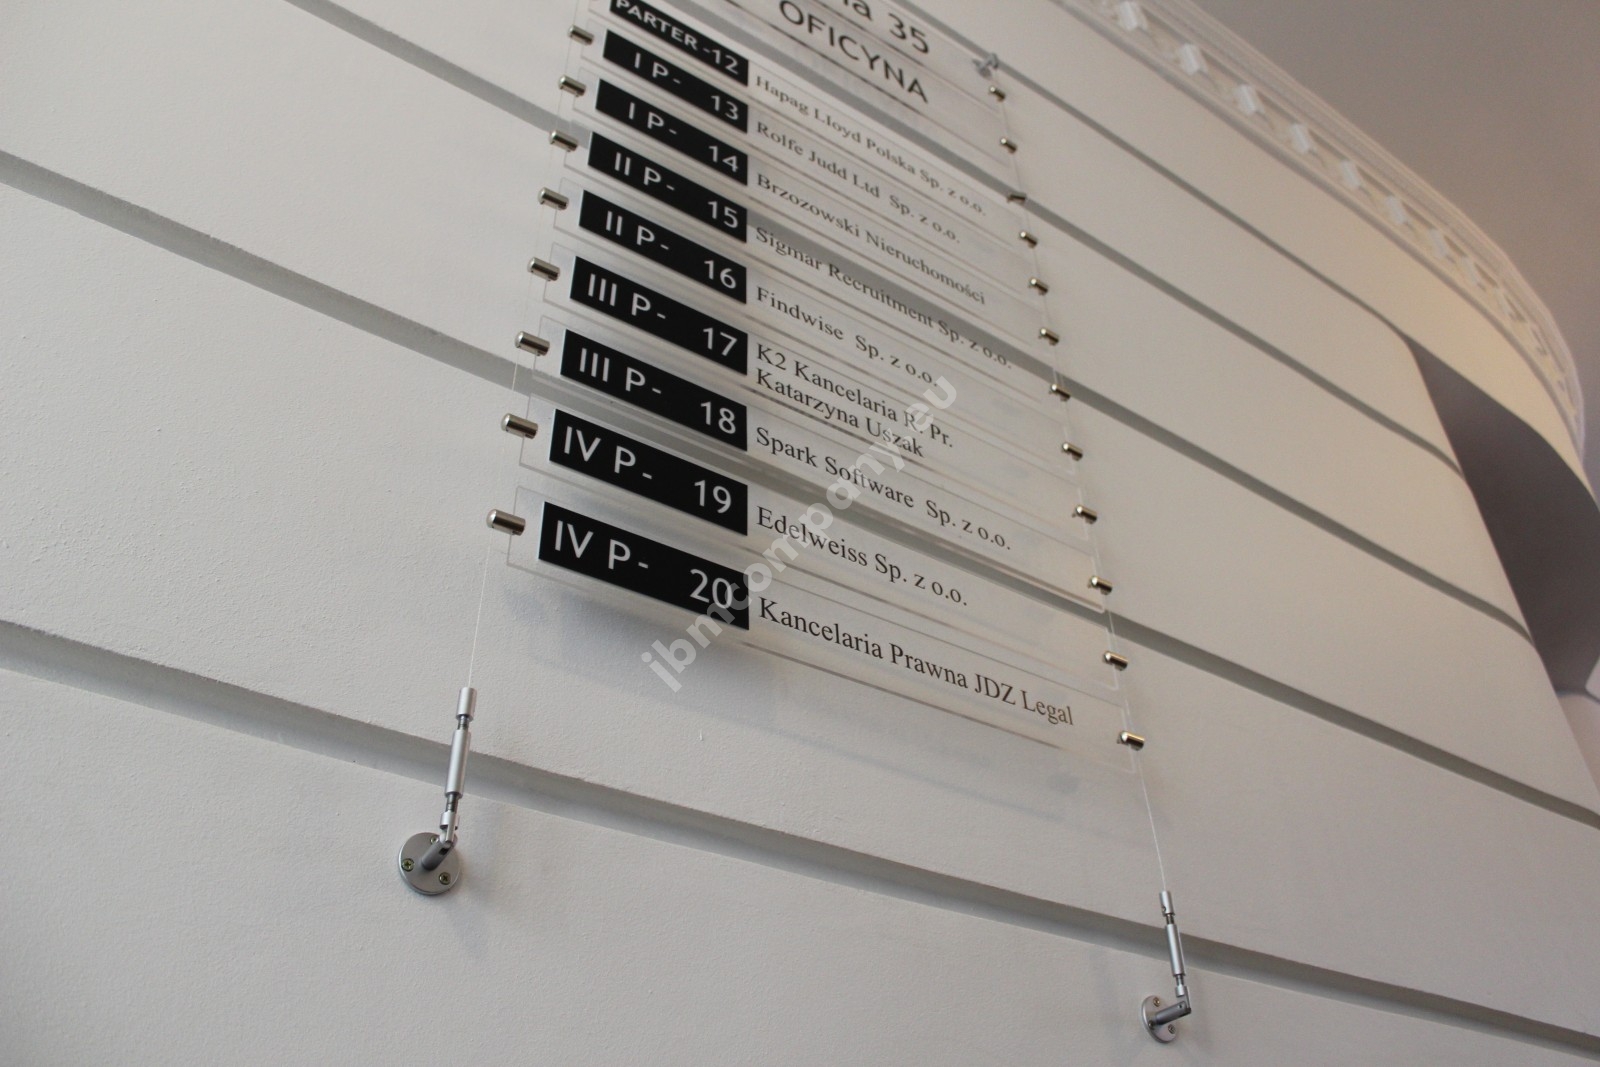 35
OFICYNA
PARTER -12 Hapag Lloyd Polska Sp. z o.o.
I P- 13 Rolfe Judd Ltd Sp. z o.o.
I P- 14 Brzozowski Nieruchomości
II P- 15 Sigmar Recruitment Sp. z o.o.
II P- 16 Findwise Sp. z o.o.
III P- 17 K2 Kancelaria R. Pr.
Katarzyna Uszak
III P- 18 Spark Software Sp. z o.o.
IV P- 19 Edelweiss Sp. z o.o.
IV P- 20 Kancelaria Prawna JDZ Legal
jbmcompany.eu